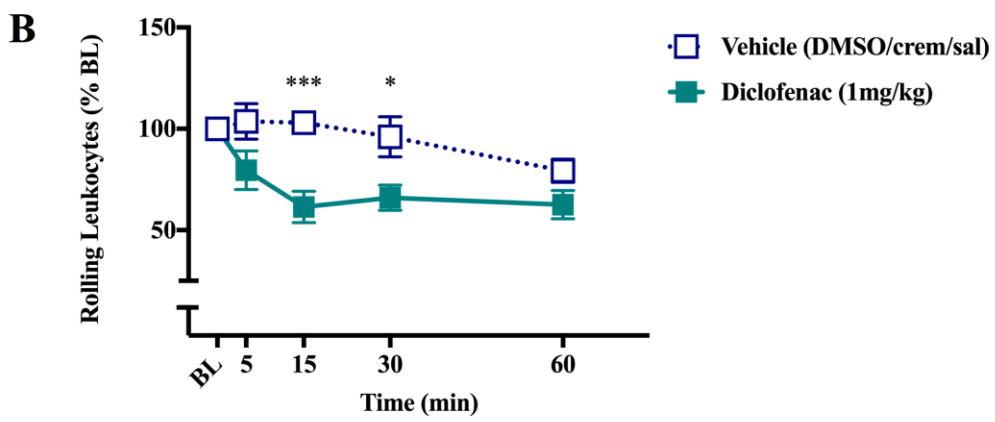 B
Rolling Leukocytes (% BL)
150
100
50
***
*
Vehicle (DMSO/crem/sal)
Diclofenac (1mg/kg)
BL 5 15 30 60
Time (min)